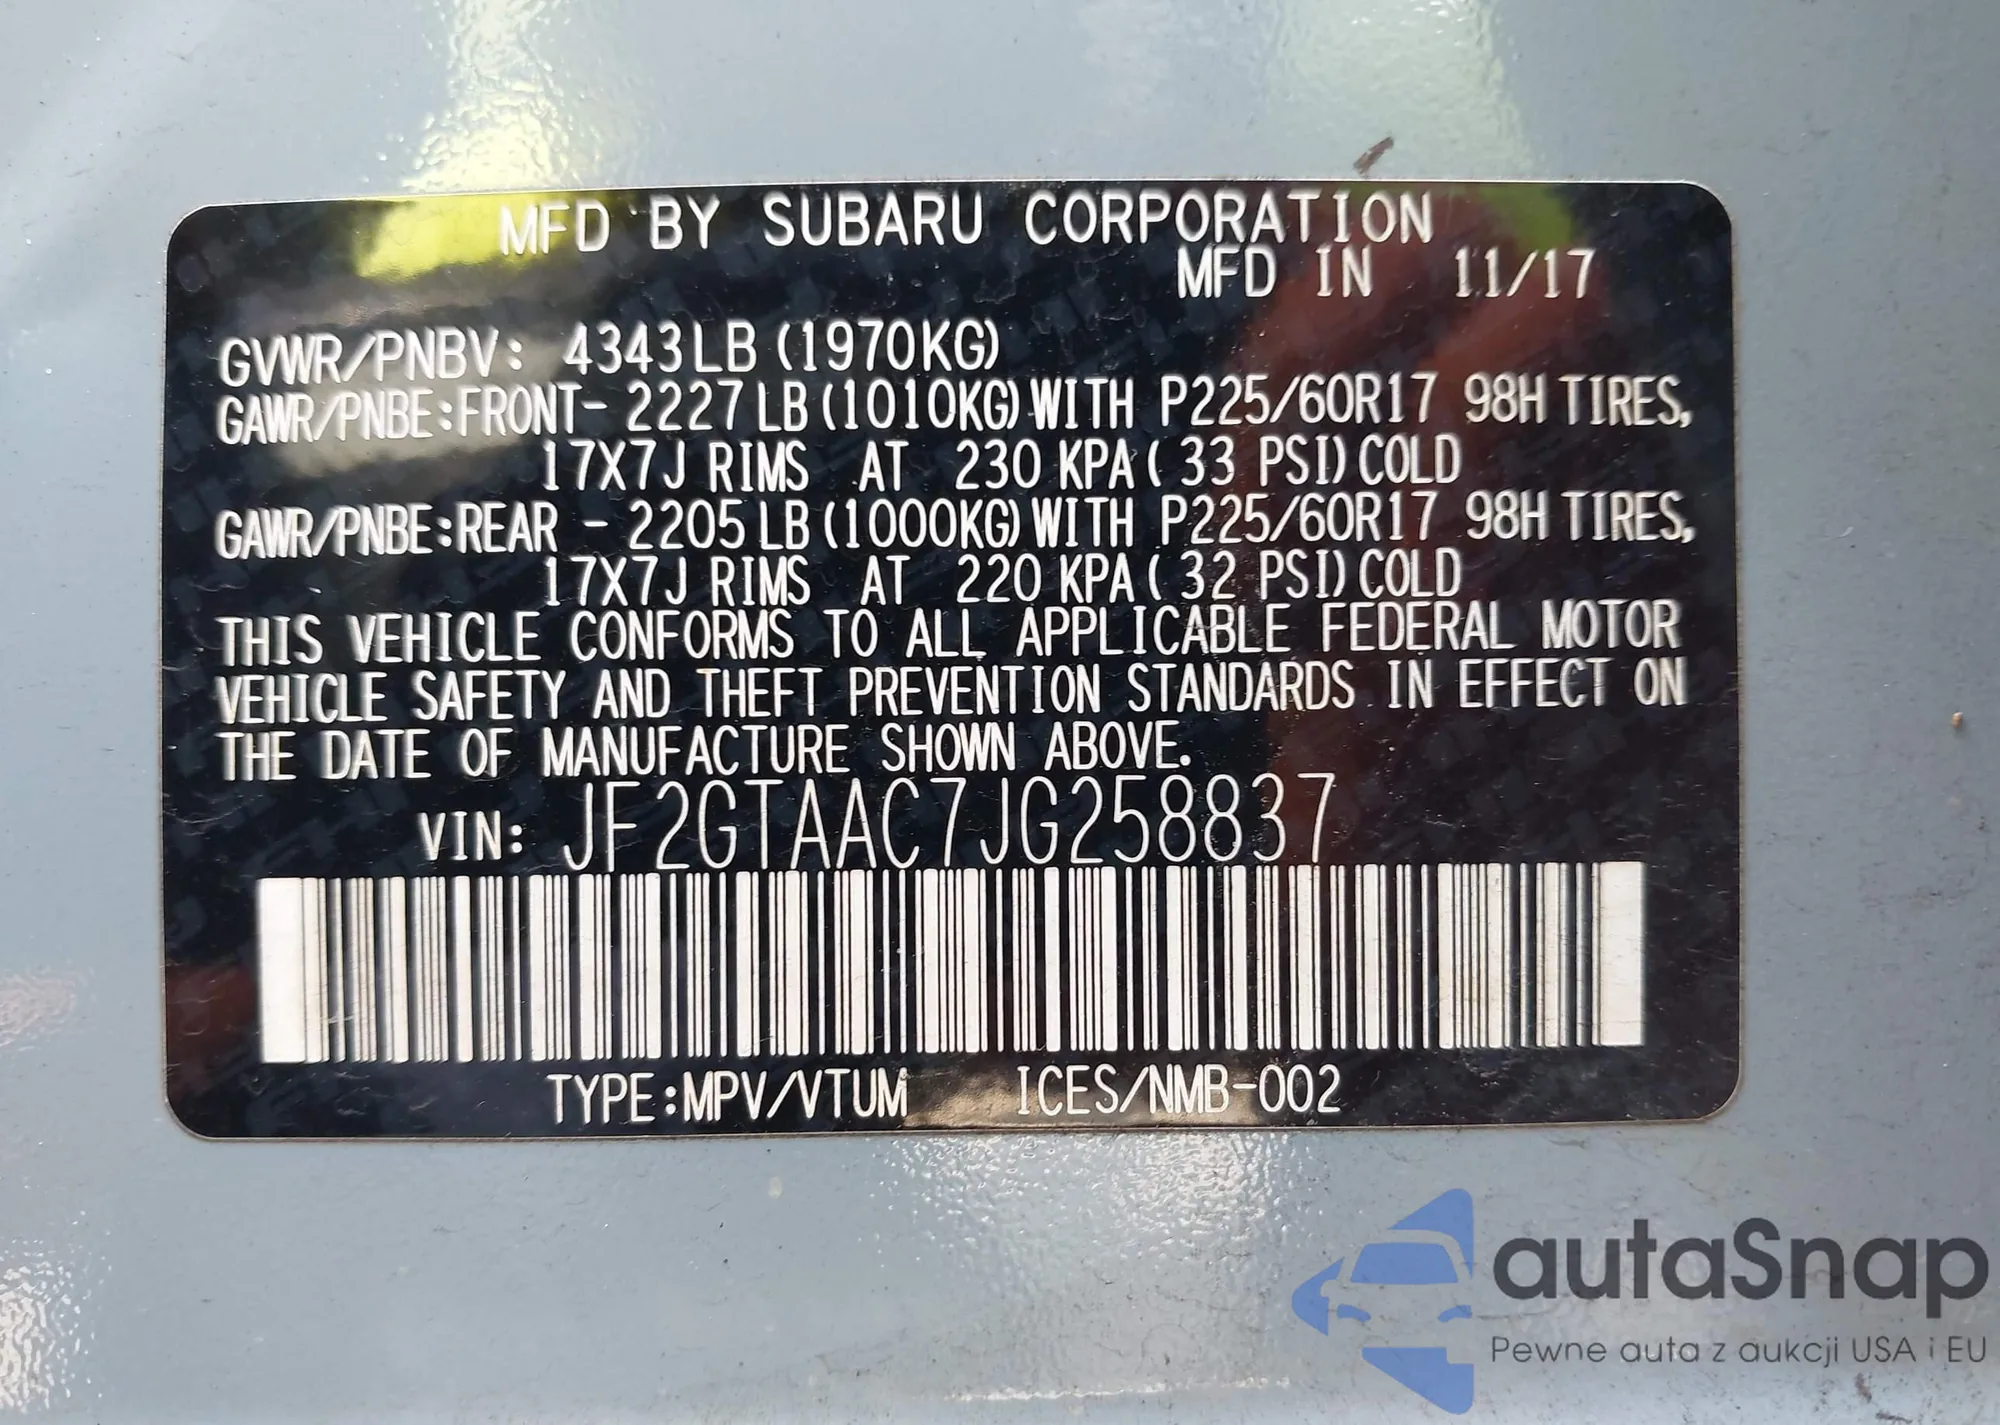 MFD BY SUBARU CORPORATION
MFD IN 11/17
GVWR/PNBV: 4343LB (1970KG)
GAWR/PNBE:FRONT- 2227LB (1010KG) WITH P225/60R17 98H TIRES,
17X7J RIMS AT 230 KPA( 33 PSI) COLD
GAWR/PNBE:REAR - 2205LB (1000KG) WITH P225/60R17 98H TIRES,
17X7J RIMS AT 220 KPA( 32 PSI) COLD
THIS VEHICLE CONFORMS TO ALL APPLICABLE FEDERAL MOTOR
VEHICLE SAFETY AND THEFT PREVENTION STANDARDS IN EFFECT ON
THE DATE OF MANUFACTURE SHOWN ABOVE.
VIN: JF2GTAAC7JG258837
TYPE:MPV/VTUM ICES/NMB-002
autaSnap
Pewne auta z aukcji USA i EU